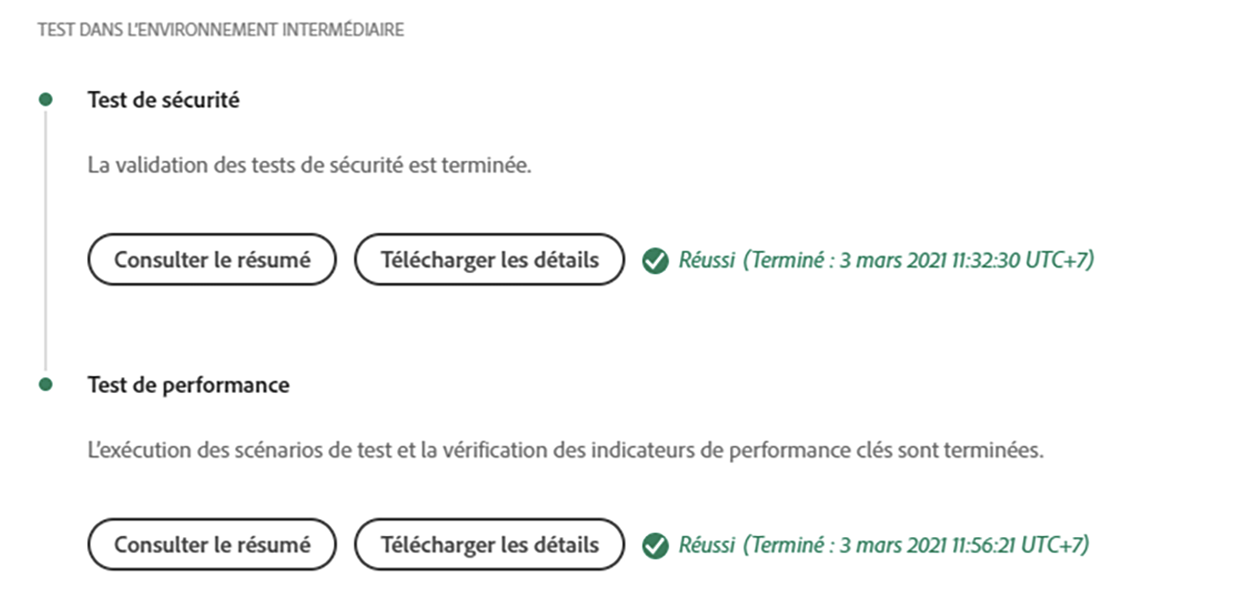 TEST DANS L'ENVIRONNEMENT INTERMÉDIAIRE
Test de sécurité
La validation des tests de sécurité est terminée.
Consulter le résumé Télécharger les détails Réussi (Terminé : 3 mars 2021 11:32:30 UTC+7)
Test de performance
L'exécution des scénarios de test et la vérification des indicateurs de performance clés sont terminées.
Consulter le résumé Télécharger les détails Réussi (Terminé : 3 mars 2021 11:56:21 UTC+7)